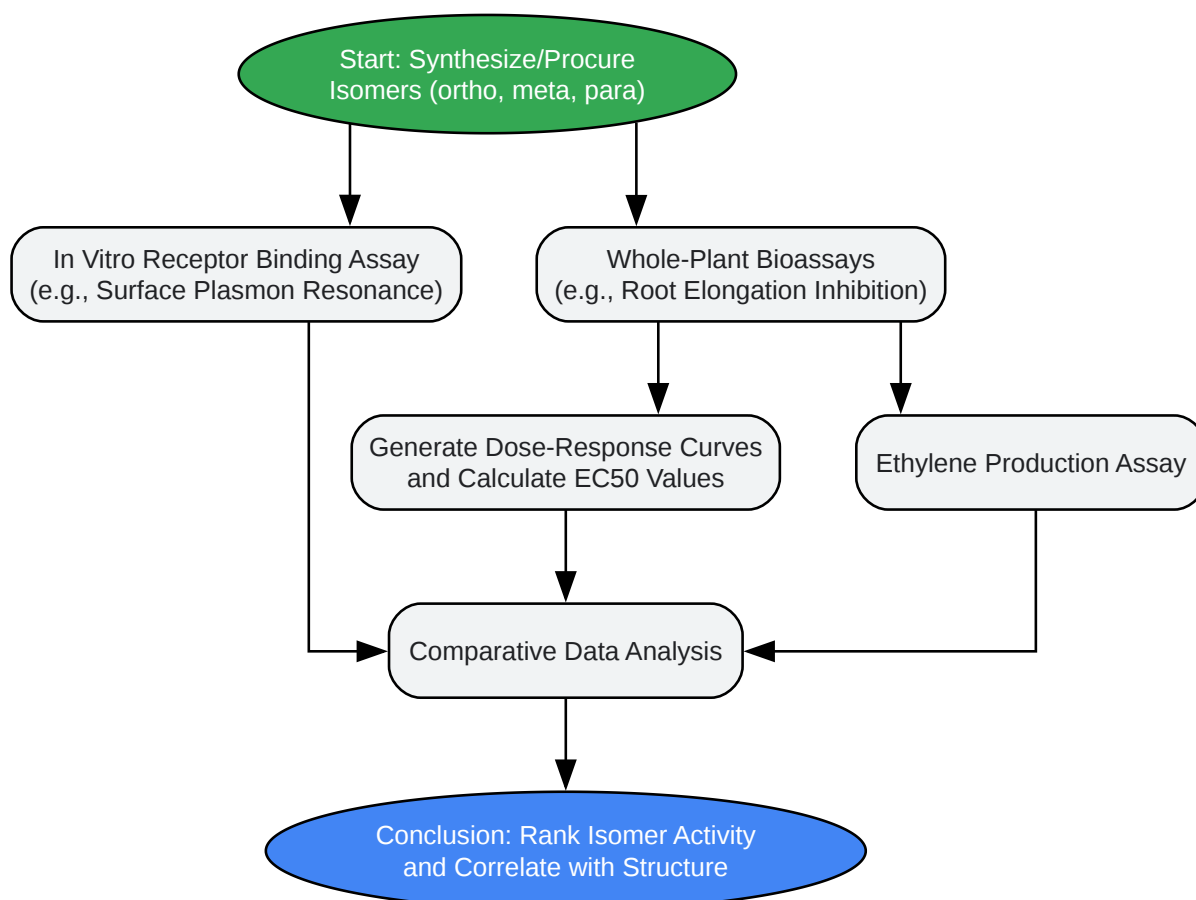 Start: Synthesize/Procure
Isomers (ortho, meta, para)
In Vitro Receptor Binding Assay
(e.g., Surface Plasmon Resonance)
Whole-Plant Bioassays
(e.g., Root Elongation Inhibition)
Generate Dose-Response Curves
and Calculate EC50 Values
Ethylene Production Assay
Comparative Data Analysis
Conclusion: Rank Isomer Activity
and Correlate with Structure